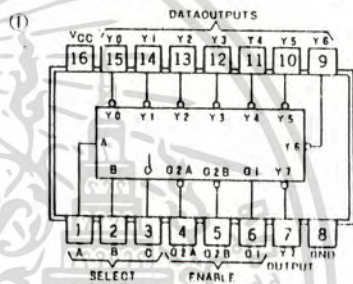 (1)
DATAOUTPUTS
VCC Y0 Y1 Y2 Y3 Y4 Y5 Y6
16 15 14 13 12 11 10 9
Y0 Y1 Y2 Y3 Y4 Y5
A Y6
B C G2A G2B G1 Y7
1 2 3 4 5 6 7 8
A B C G2A G2B G1 Y7 GND
SELECT ENABLE OUTPUT